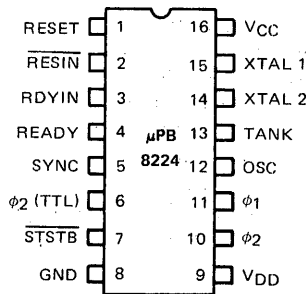 RESET 1 16 VCC
RESIN 2 15 XTAL 1
RDYIN 3 14 XTAL 2
READY 4 µPB 13 TANK
SYNC 5 8224 12 OSC
ϕ2 (TTL) 6 11 ϕ1
STSTB 7 10 ϕ2
GND 8 9 VDD